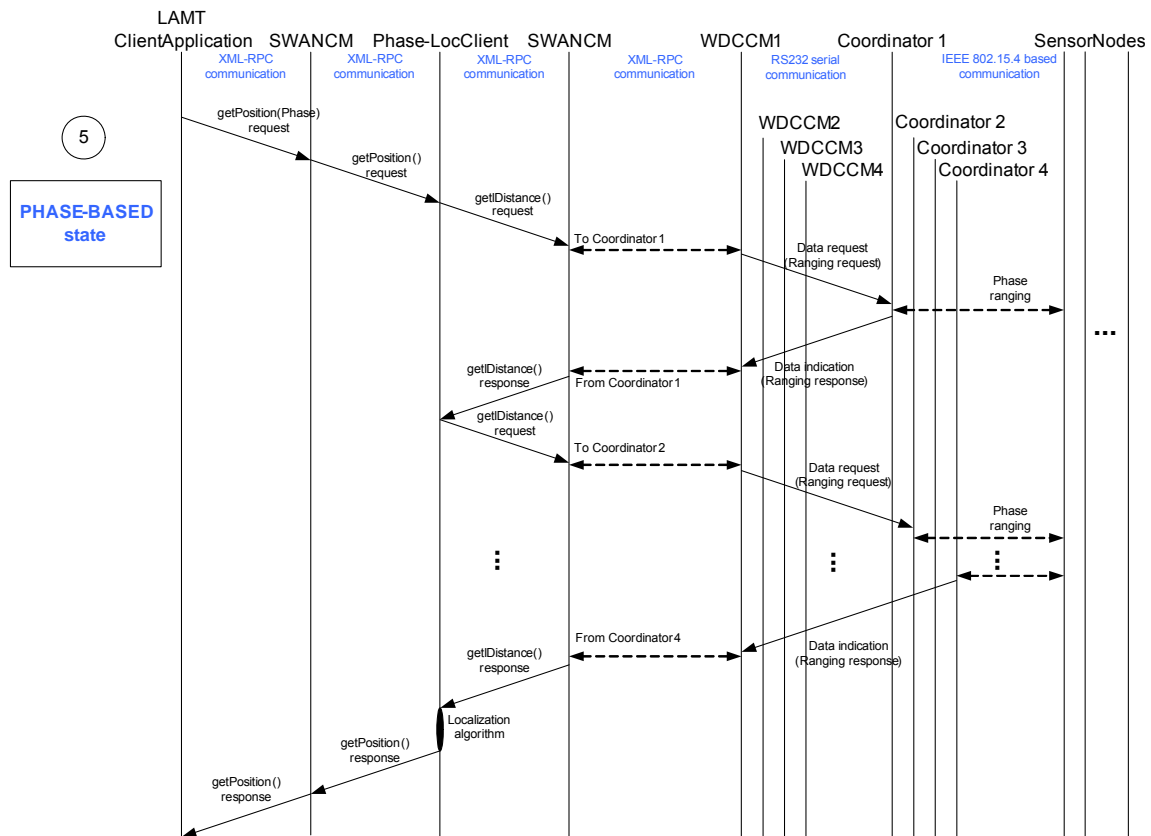 LAMT
ClientApplication
SWANCM
Phase-LocClient
SWANCM
WDCCM1
Coordinator 1
SensorNodes
XML-RPC
communication
XML-RPC
communication
XML-RPC
communication
XML-RPC
communication
RS232 serial
communication
IEEE 802.15.4 based
communication
5
PHASE-BASED
state
getPosition(Phase)
request
getPosition()
request
getIDistance()
request
WDCCM2
WDCCM3
WDCCM4
Coordinator 2
Coordinator 3
Coordinator 4
To Coordinator 1
Data request
(Ranging request)
Phase
ranging
...
getIDistance()
response
From Coordinator 1
Data indication
(Ranging response)
getIDistance()
request
To Coordinator 2
Data request
(Ranging request)
Phase
ranging
From Coordinator 4
getIDistance()
response
Data indication
(Ranging response)
Localization
algorithm
getPosition()
response
getPosition()
response